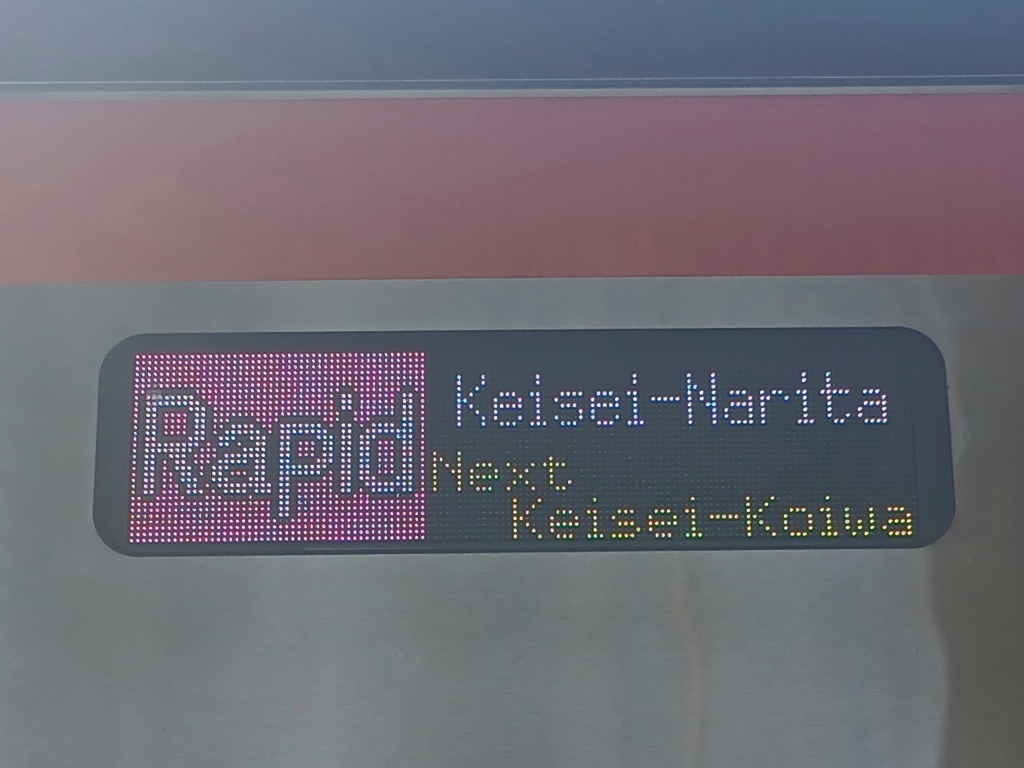 Rapid
Keisei-Narita
Next
Keisei-Koiwa